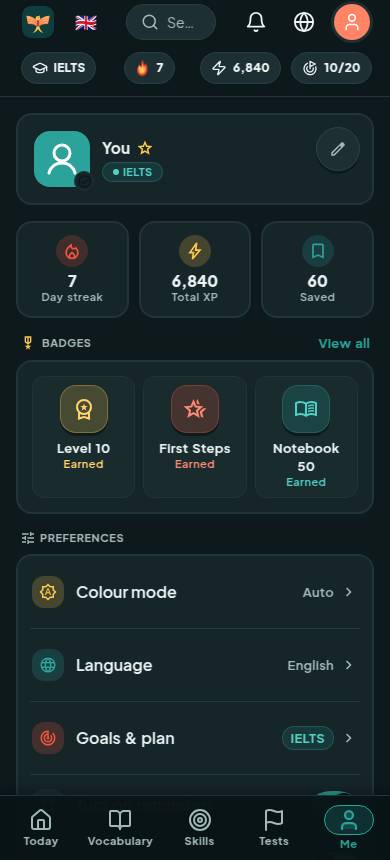 Se...
IELTS
7
6,840
10/20
You
IELTS
7
Day streak
6,840
Total XP
60
Saved
BADGES
View all
Level 10
Earned
First Steps
Earned
Notebook
50
Earned
PREFERENCES
Colour mode
Auto
Language
English
Goals & plan
IELTS
Today
Vocabulary
Skills
Tests
Me